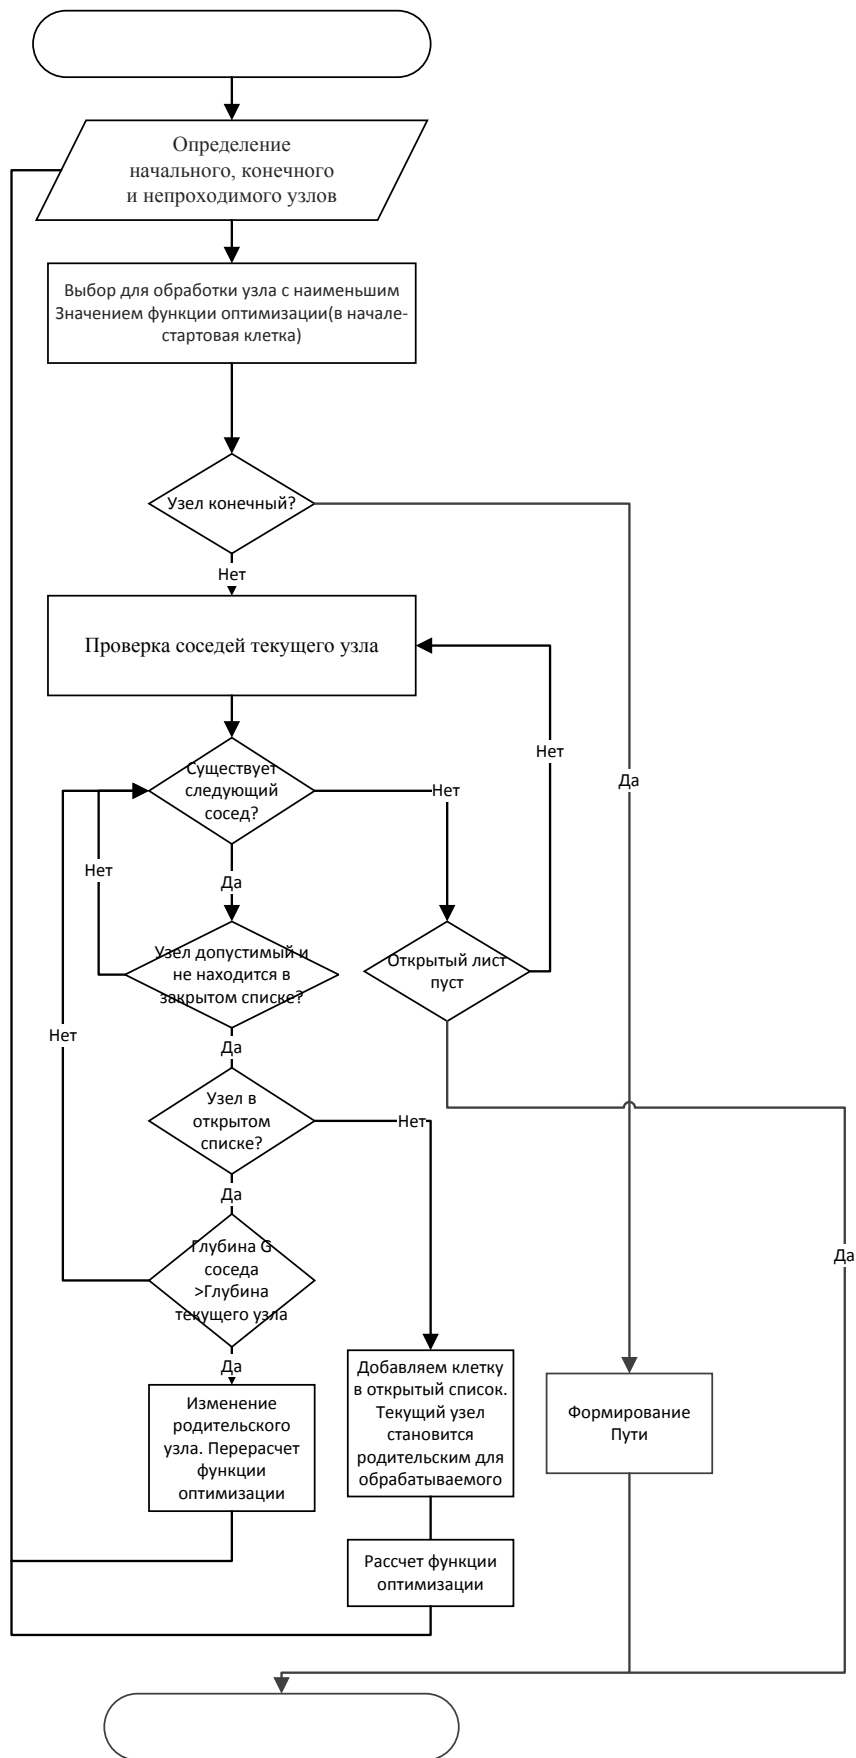 Определение
начального, конечного
и непроходимого узлов
Выбор для обработки узла с наименьшим
Значением функции оптимизации(в начале-
стартовая клетка)
Узел конечный?
Нет
Проверка соседей текущего узла
Нет
Да
Существует
следующий
сосед?
Нет
Нет
Да
Узел допустимый и
не находится в
закрытом списке?
Открытый лист
пуст
Нет
Да
Узел в
открытом
списке?
Нет
Да
Глубина G
соседа
>Глубина
текущего узла
Да
Да
Добавляем клетку
в открытый список.
Текущий узел
становится
родительским для
обрабатываемого
Изменение
родительского
узла. Перерасчет
функции
оптимизации
Формирование
Пути
Рассчет функции
оптимизации